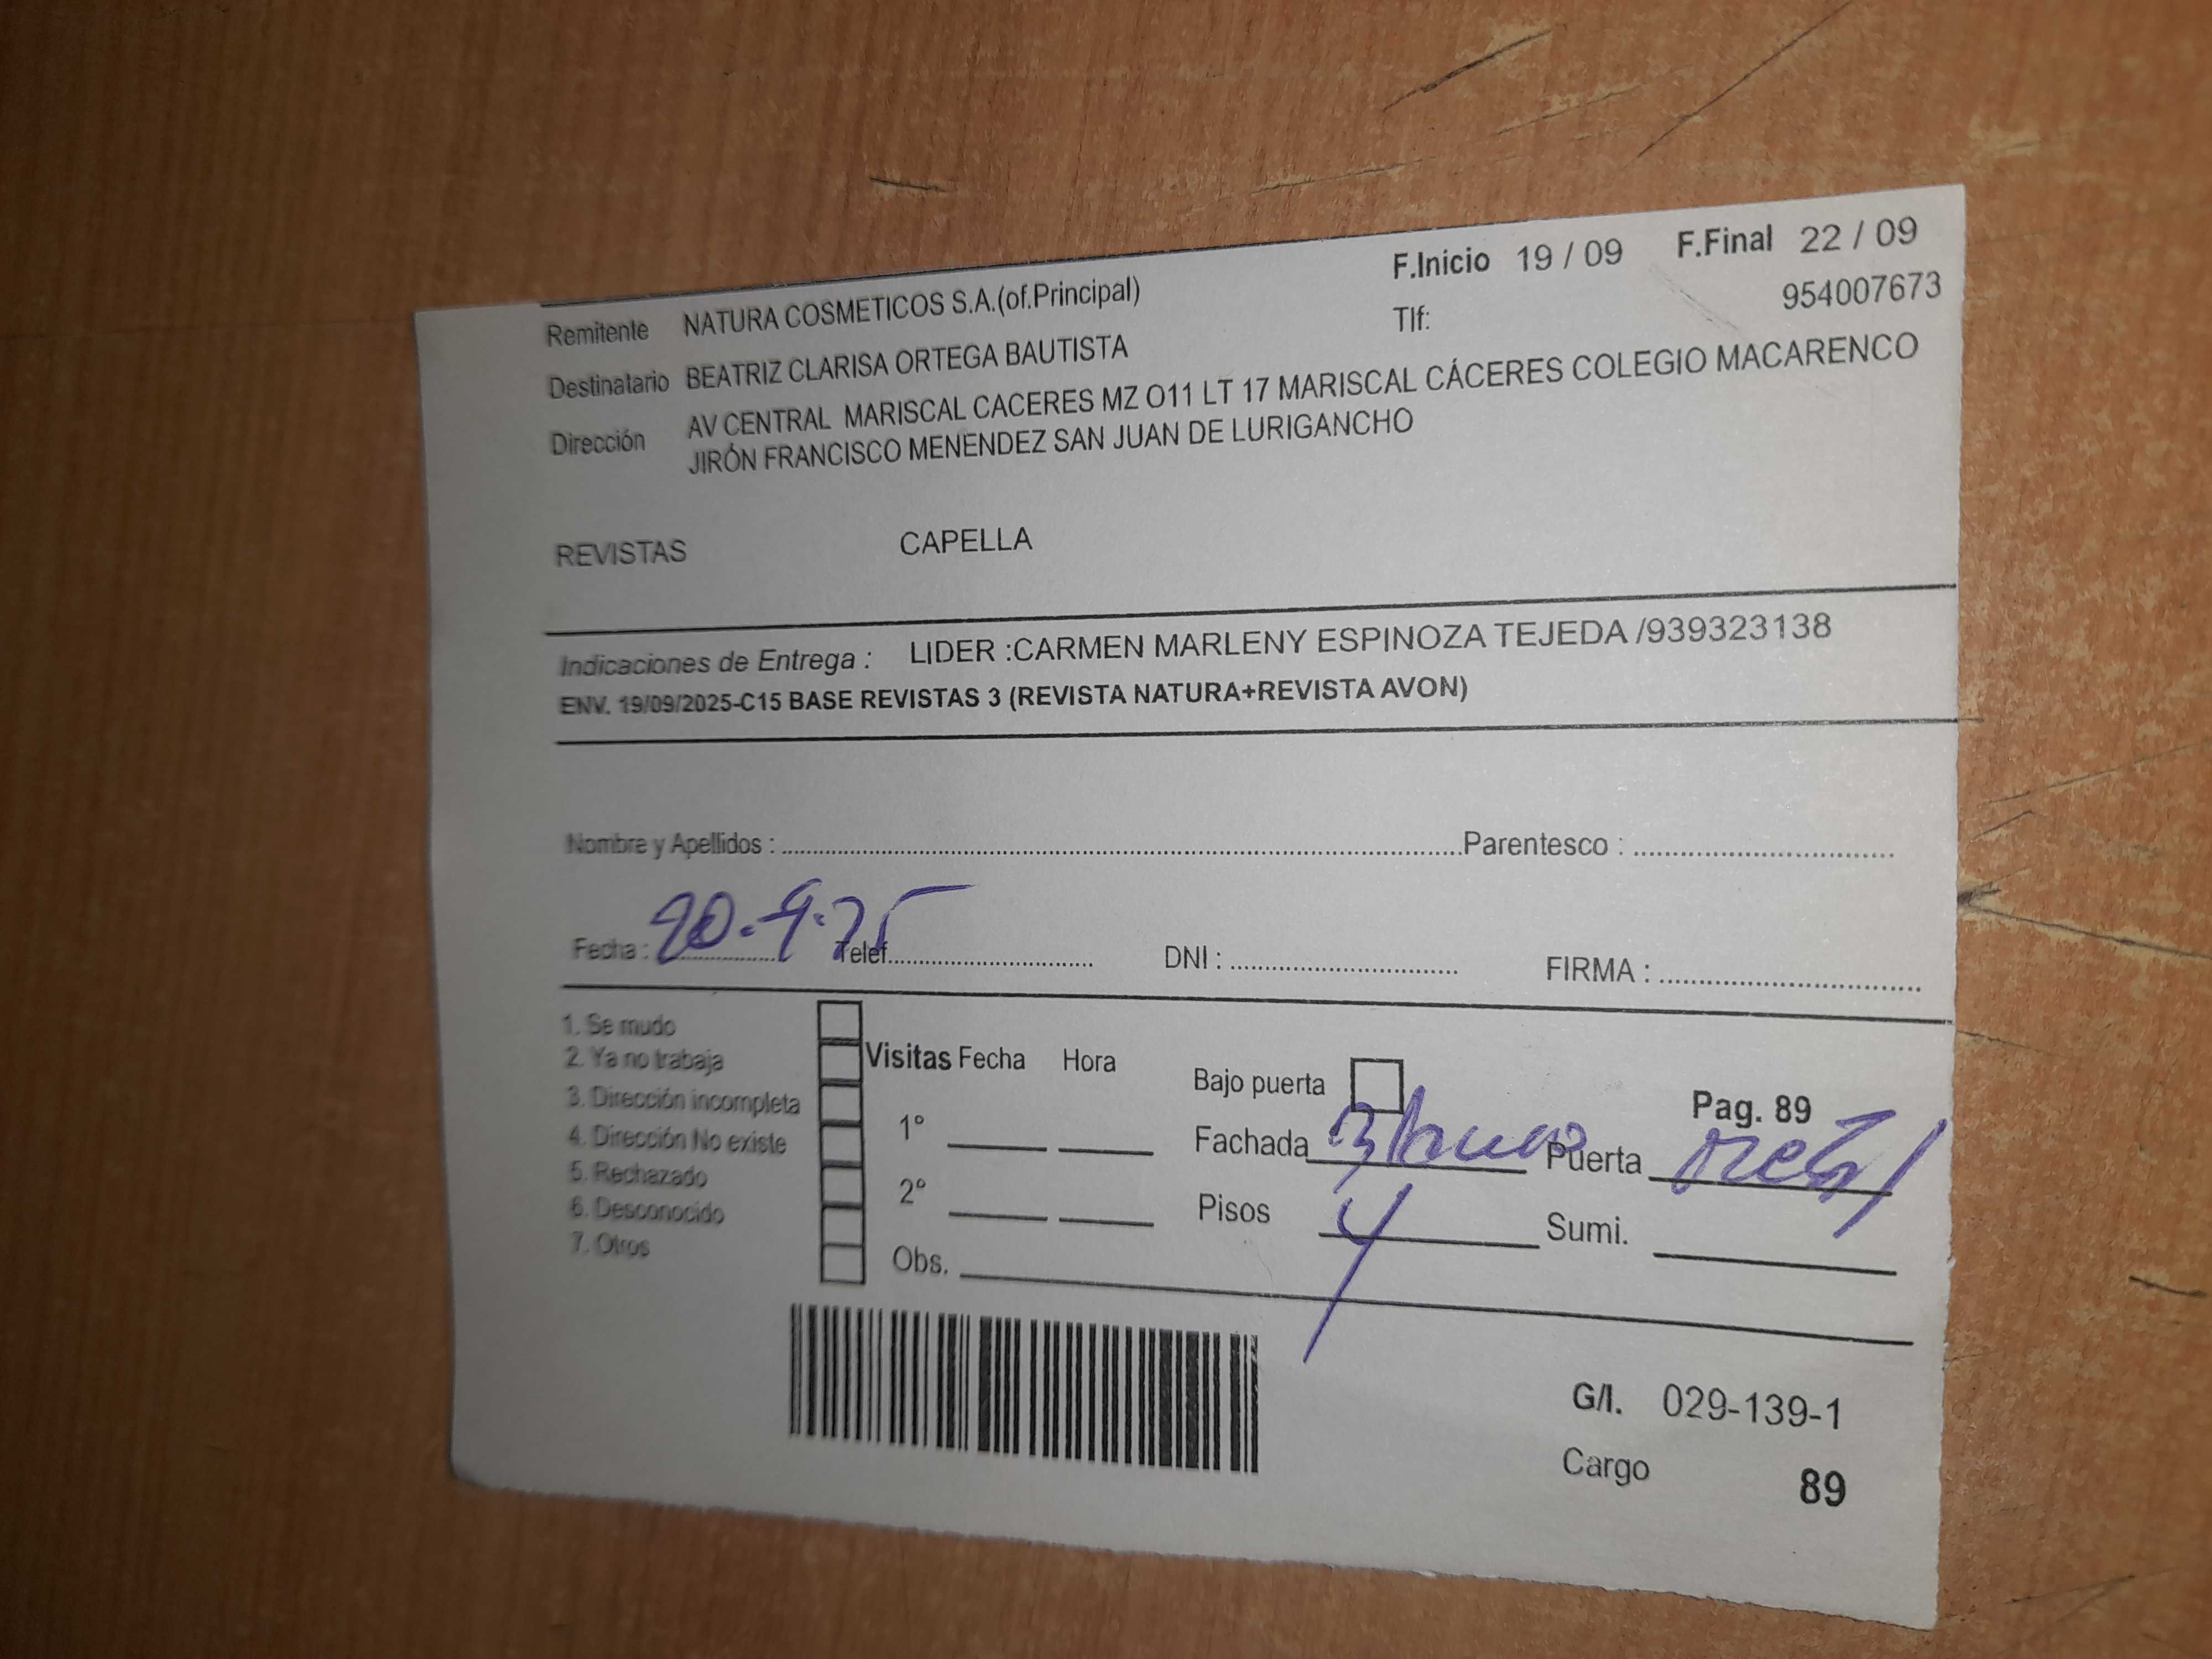 F.Inicio 19 / 09 F.Final 22 / 09
Remitente NATURA COSMETICOS S.A.(of.Principal) Tlf: 954007673
Destinatario BEATRIZ CLARISA ORTEGA BAUTISTA
Dirección AV CENTRAL MARISCAL CACERES MZ O11 LT 17 MARISCAL CÁCERES COLEGIO MACARENCO
JIRÓN FRANCISCO MENENDEZ SAN JUAN DE LURIGANCHO
REVISTAS CAPELLA
Indicaciones de Entrega : LIDER :CARMEN MARLENY ESPINOZA TEJEDA /939323138
ENV. 19/09/2025-C15 BASE REVISTAS 3 (REVISTA NATURA+REVISTA AVON)
Nombre y Apellidos : Parentesco :
Fecha : 20.9.25 Telef. DNI : FIRMA :
1. Se mudo
2. Ya no trabaja
3. Dirección incompleta
4. Dirección No existe
5. Rechazado
6. Desconocido
7. Otros
Visitas Fecha Hora
1°
2°
Obs.
Bajo puerta Pag. 89
Fachada Blanco Puerta metal
Pisos 4 Sumi.
G/I. 029-139-1
Cargo 89